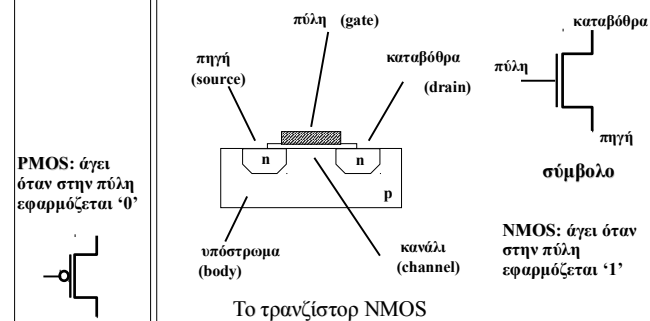 PMOS: άγει
όταν στην πύλη
εφαρμόζεται ‘0’
πύλη (gate)
πηγή
(source)
καταβόθρα
(drain)
n
n
p
υπόστρωμα
(body)
κανάλι
(channel)
Το τρανζίστορ NMOS
καταβόθρα
πύλη
πηγή
σύμβολο
NMOS: άγει όταν
στην πύλη
εφαρμόζεται ‘1’